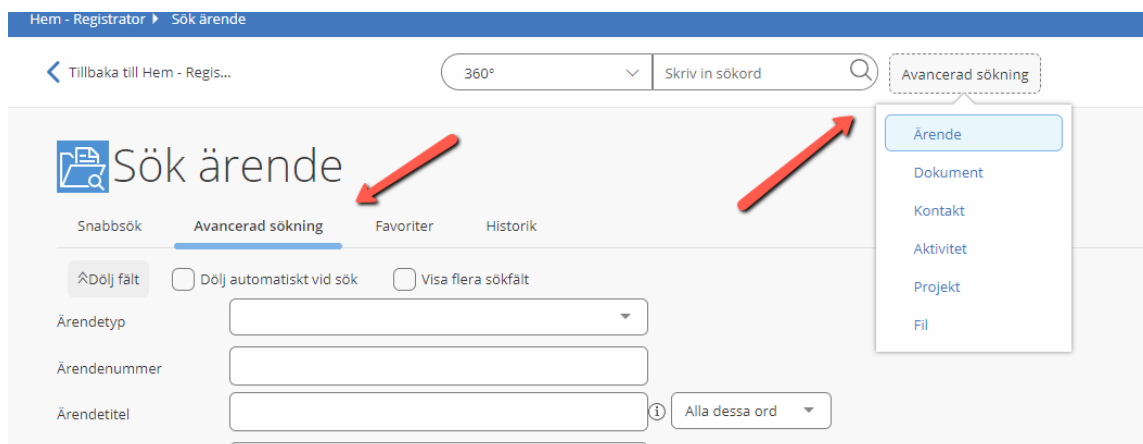 Hem - Registrator Sök ärende
Tillbaka till Hem - Regis... 360° Skriv in sökord Avancerad sökning
Ärende
Dokument
Kontakt
Aktivitet
Projekt
Fil
Sök ärende
Snabbsök Avancerad sökning Favoriter Historik
Dölj fält Dölj automatiskt vid sök Visa flera sökfält
Ärendetyp
Ärendenummer
Ärendetitel Alla dessa ord